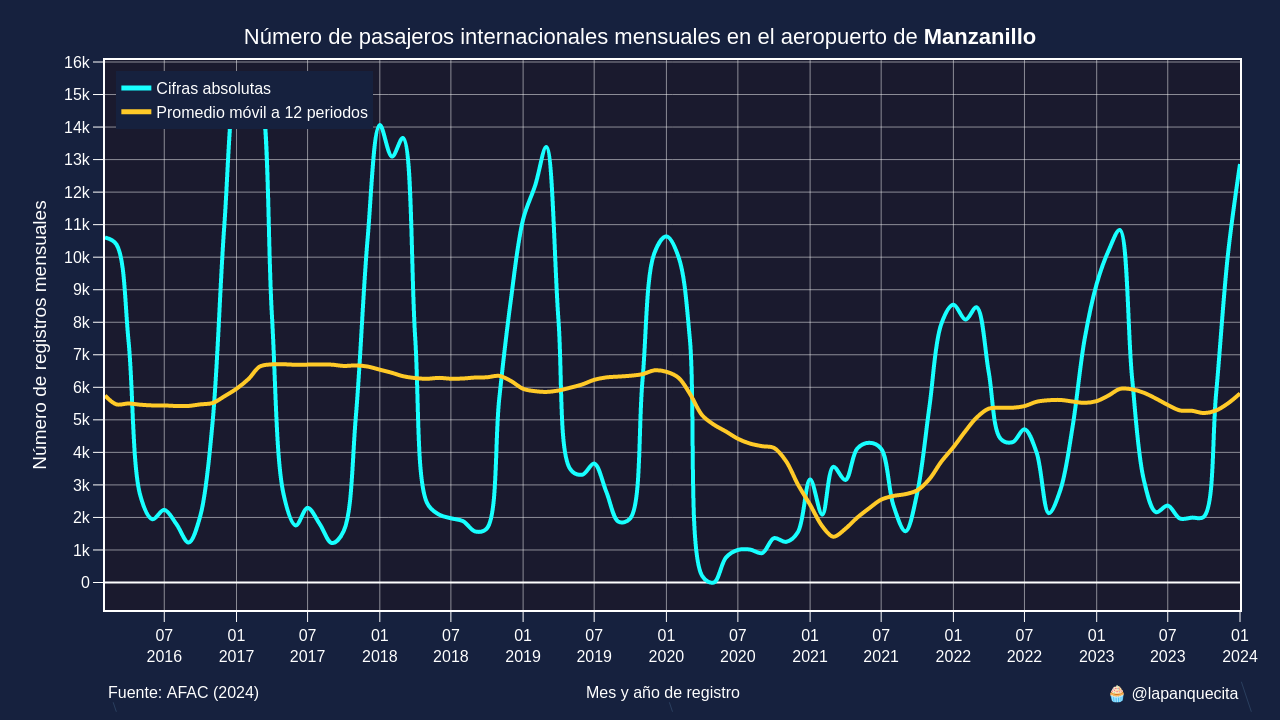 Número de pasajeros internacionales mensuales en el aeropuerto de Manzanillo
Cifras absolutas
Promedio móvil a 12 periodos
Número de registros mensuales
16k
15k
14k
13k
12k
11k
10k
9k
8k
7k
6k
5k
4k
3k
2k
1k
0
07 01 07 01 07 01 07 01 07 01 07 01 07 01 07 01
2016 2017 2017 2018 2018 2019 2019 2020 2020 2021 2021 2022 2022 2023 2023 2024
Fuente: AFAC (2024) Mes y año de registro 🧁 @lapanquecita